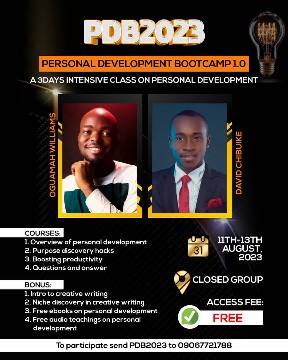 PDB2023
PERSONAL DEVELOPMENT BOOTCAMP 1.0
A 3DAYS INTENSIVE CLASS ON PERSONAL DEVELOPMENT
OGUAMAH WILLIAMS
DAVID CHIBUIKE
COURSES:
1. Overview of personal development
2. Purpose discovery hacks
3. Boosting productivity
4. Questions and answer
BONUS:
1. Intro to creative writing
2. Niche discovery in creative writing
3. Free ebooks on personal development
4. Free audio teachings on personal
development
31
11TH-13TH
AUGUST,
2023
CLOSED GROUP
ACCESS FEE:
FREE
To participate send PDB2023 to 09067721788